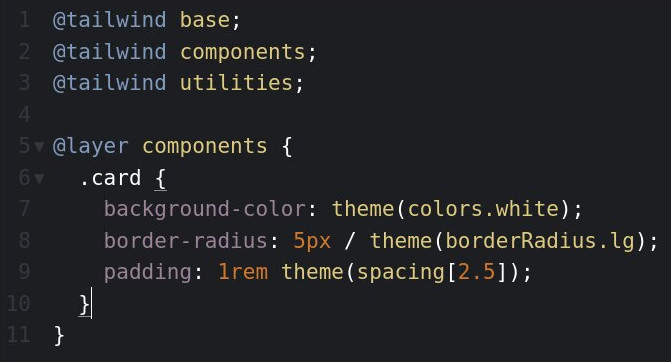 1 @tailwind base;
2 @tailwind components;
3 @tailwind utilities;
4
5 @layer components {
6   .card {
7     background-color: theme(colors.white);
8     border-radius: 5px / theme(borderRadius.lg);
9     padding: 1rem theme(spacing[2.5]);
10   }
11 }